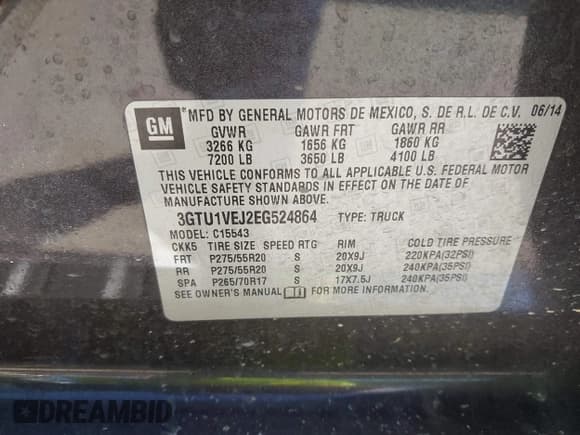 GM
*MFD BY GENERAL MOTORS DE MEXICO, S. DE R.L. DE C.V. 06/14
GVWR GAWR FRT GAWR RR
3266 KG 1656 KG 1860 KG
7200 LB 3650 LB 4100 LB
THIS VEHICLE CONFORMS TO ALL APPLICABLE U.S. FEDERAL MOTOR
VEHICLE SAFETY STANDARDS IN EFFECT ON THE DATE OF
MANUFACTURE SHOWN ABOVE.
3GTU1VEJ2EG524864 TYPE: TRUCK
MODEL: C15543
CKK5 TIRE SIZE SPEED RTG RIM COLD TIRE PRESSURE
FRT P275/55R20 S 20X9J 220KPA(32PSI)
RR P275/55R20 S 20X9J 240KPA(35PSI)
SPA P265/70R17 S 17X7.5J 240KPA(35PSI)
SEE OWNER'S MANUAL FOR MORE INFORMATION.
DREAMBID